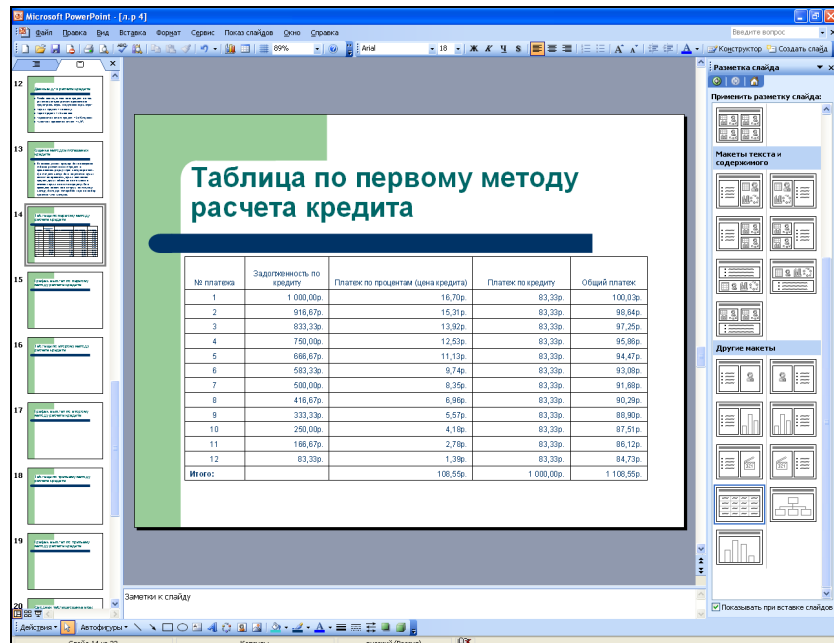 Microsoft PowerPoint - [л.р 4]
Файл Правка Вид Вставка Формат Сервис Показ слайдов Окно Справка
Введите вопрос
89% Arial 18 Ж К Ч S Конструктор Создать слайд
Разметка слайда
Применить разметку слайда:
Макеты текста и содержимого
Другие макеты
Показывать при вставке слайдов
12
13
14
15
16
17
18
19
20
Таблица по первому методу
расчета кредита
№ платежа Задолженность по кредиту Платеж по процентам (цена кредита) Платеж по кредиту Общий платеж
1 1 000,00р. 16,70р. 83,33р. 100,03р.
2 916,67р. 15,31р. 83,33р. 98,64р.
3 833,33р. 13,92р. 83,33р. 97,25р.
4 750,00р. 12,53р. 83,33р. 95,86р.
5 666,67р. 11,13р. 83,33р. 94,47р.
6 583,33р. 9,74р. 83,33р. 93,08р.
7 500,00р. 8,35р. 83,33р. 91,68р.
8 416,67р. 6,96р. 83,33р. 90,29р.
9 333,33р. 5,57р. 83,33р. 88,90р.
10 250,00р. 4,18р. 83,33р. 87,51р.
11 166,67р. 2,78р. 83,33р. 86,12р.
12 83,33р. 1,39р. 83,33р. 84,73р.
Итого: 108,55р. 1 000,00р. 1 108,55р.
Заметки к слайду
Действия Автофигуры